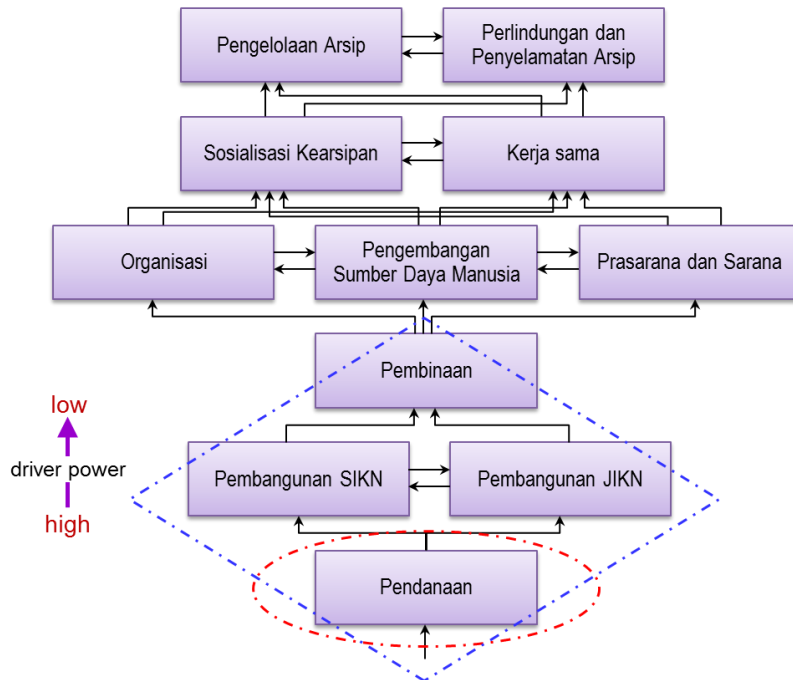 Pengelolaan Arsip
Perlindungan dan
Penyelamatan Arsip
Sosialisasi Kearsipan
Kerja sama
Organisasi
Pengembangan
Sumber Daya Manusia
Prasarana dan Sarana
Pembinaan
low
driver power
high
Pembangunan SIKN
Pembangunan JIKN
Pendanaan